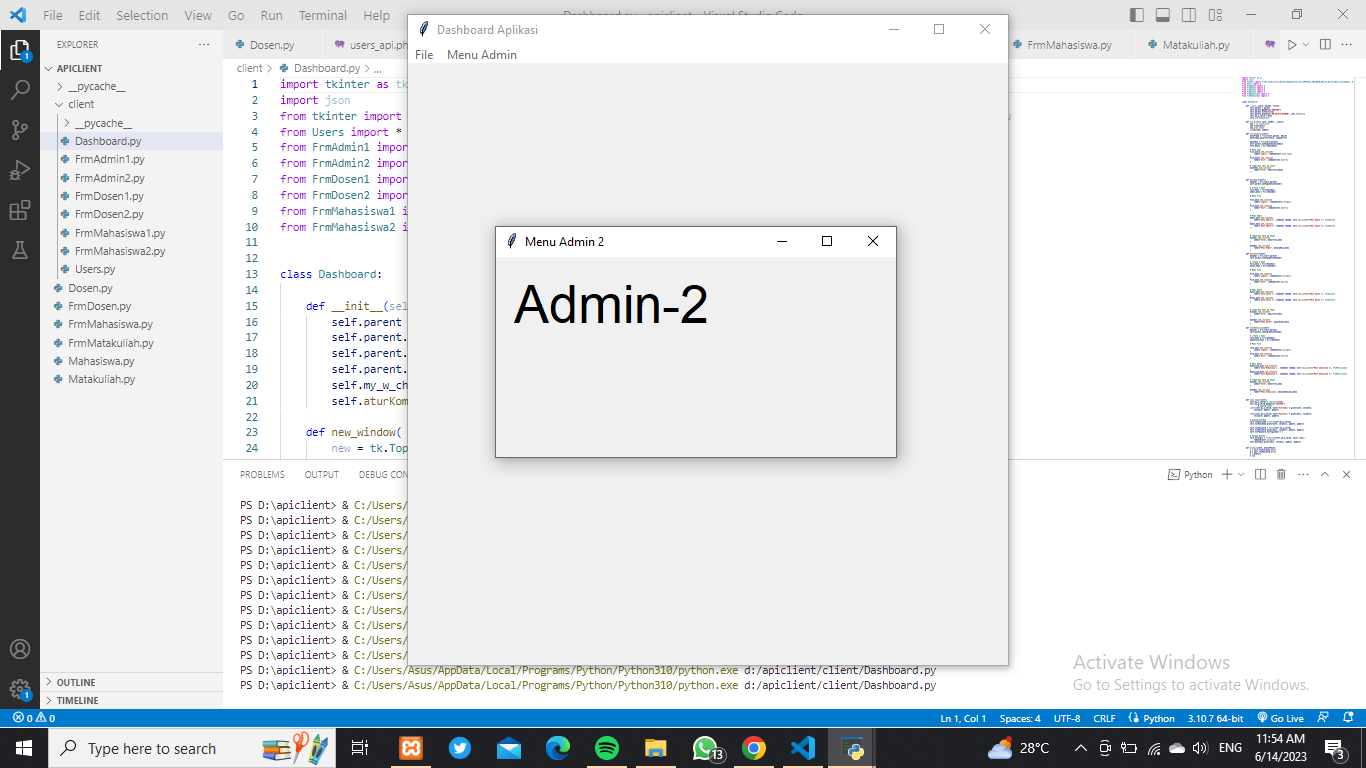 File Edit Selection View Go Run Terminal Help
Dashboard.py - apiclient - Visual Studio Code
Dashboard Aplikasi
File Menu Admin
EXPLORER
APICLIENT
__pycache__
client
__pycache__
Dashboard.py
FrmAdmin1.py
FrmAdmin2.py
FrmDosen1.py
FrmDosen2.py
FrmMahasiswa1.py
FrmMahasiswa2.py
Users.py
Dosen.py
FrmDosen.py
FrmMahasiswa.py
FrmMatakuliah.py
Mahasiswa.py
Matakuliah.py
OUTLINE
TIMELINE
Dosen.py users_api.ph FrmMahasiswa.py Matakuliah.py
client > Dashboard.py > ...
1 import tkinter as tk
2 import json
3 from tkinter import
4 from Users import *
5 from FrmAdmin1 impor
6 from FrmAdmin2 impor
7 from FrmDosen1 impor
8 from FrmDosen2 impor
9 from FrmMahasiswa1 i
10 from FrmMahasiswa2 i
11
12
13 class Dashboard:
14
15 def __init__(sel
16 self.parent
17 self.parent.
18 self.parent.
19 self.parent.
20 self.my_w_ch
21 self.aturKom
22
23 def new_window(
24 new = tk.Top
Menu Admin 2
Admin-2
PROBLEMS OUTPUT DEBUG CON
Python
PS D:\apiclient> & C:/Users/
PS D:\apiclient> & C:/Users/
PS D:\apiclient> & C:/Users/
PS D:\apiclient> & C:/Users/
PS D:\apiclient> & C:/Users/
PS D:\apiclient> & C:/Users/
PS D:\apiclient> & C:/Users/
PS D:\apiclient> & C:/Users/
PS D:\apiclient> & C:/Users/
PS D:\apiclient> & C:/Users/
PS D:\apiclient> & C:/Users/
PS D:\apiclient> & C:/Users/Asus/AppData/Local/Programs/Python/Python310/python.exe d:/apiclient/client/Dashboard.py
PS D:\apiclient> & C:/Users/Asus/AppData/Local/Programs/Python/Python310/python.exe d:/apiclient/client/Dashboard.py
Activate Windows
Go to Settings to activate Windows.
1
1
0 0 Ln 1, Col 1 Spaces: 4 UTF-8 CRLF Python 3.10.7 64-bit Go Live
Type here to search
13
28°C
ENG
11:54 AM
6/14/2023
3